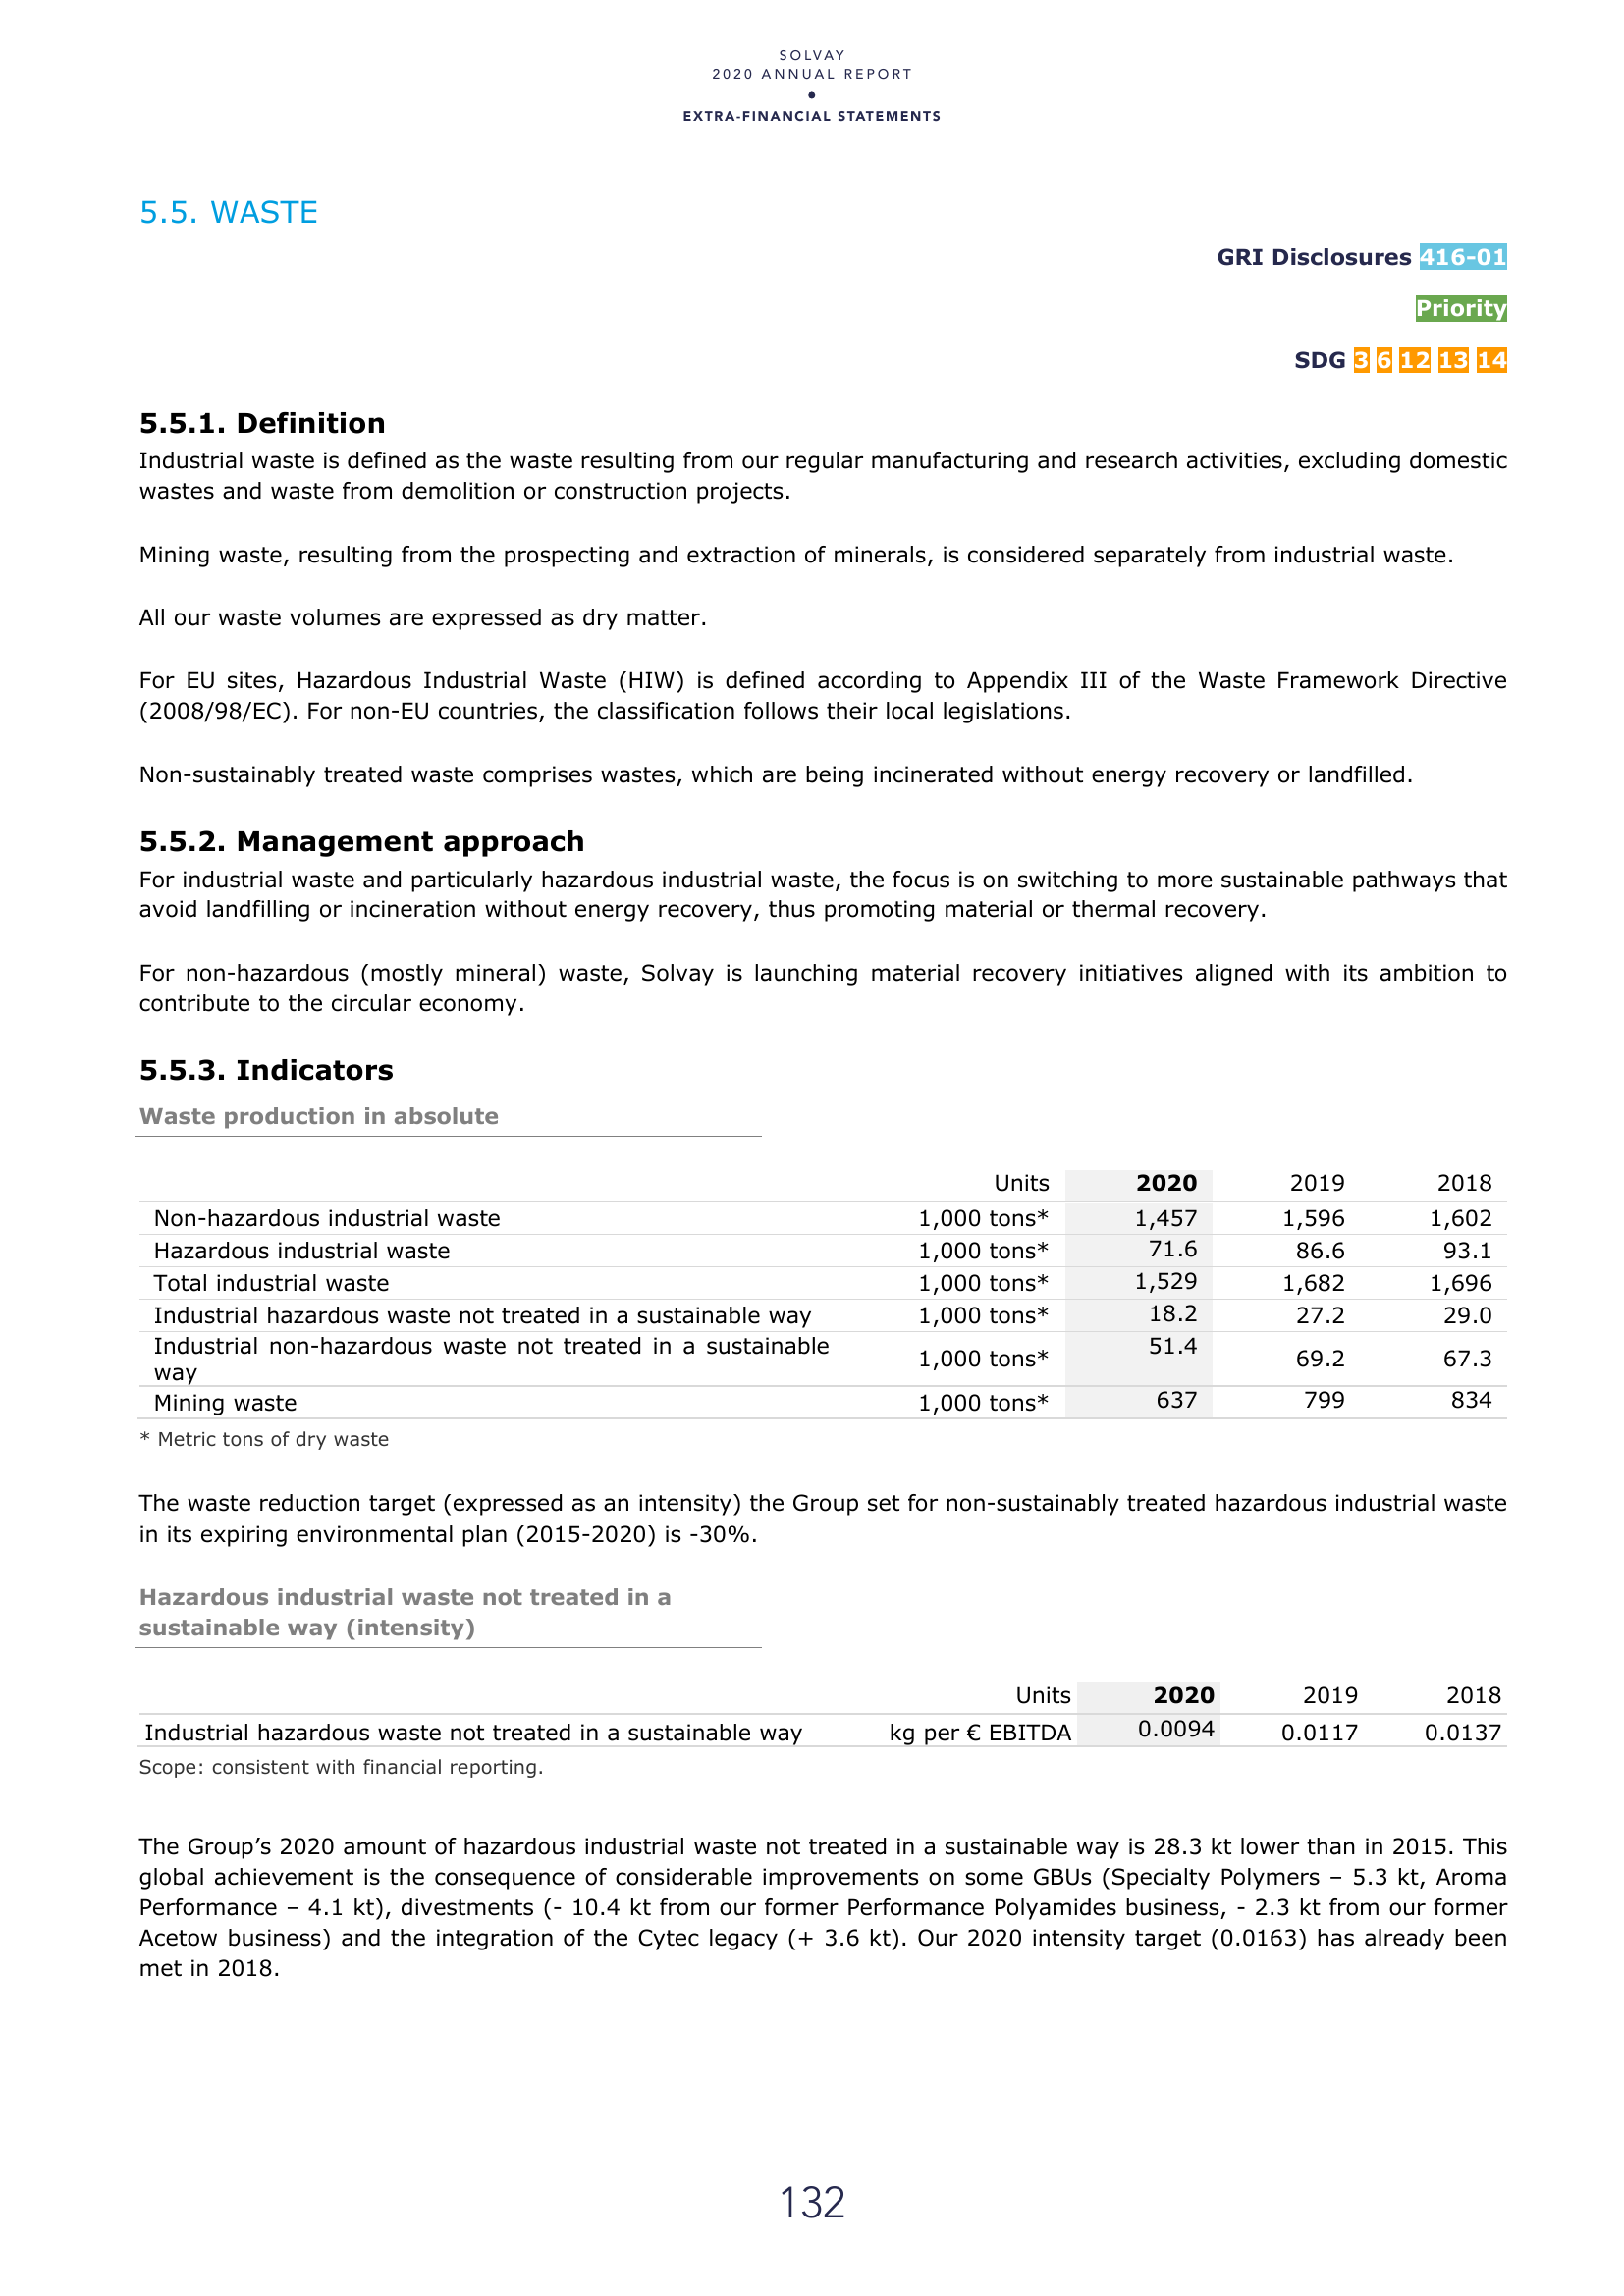 SOLVAY
2020 ANNUAL REPORT
•
EXTRA-FINANCIAL STATEMENTS
5.5. WASTE
GRI Disclosures 416-01
Priority
SDG 3 6 12 13 14
5.5.1. Definition
Industrial waste is defined as the waste resulting from our regular manufacturing and research activities, excluding domestic
wastes and waste from demolition or construction projects.
Mining waste, resulting from the prospecting and extraction of minerals, is considered separately from industrial waste.
All our waste volumes are expressed as dry matter.
For EU sites, Hazardous Industrial Waste (HIW) is defined according to Appendix III of the Waste Framework Directive
(2008/98/EC). For non-EU countries, the classification follows their local legislations.
Non-sustainably treated waste comprises wastes, which are being incinerated without energy recovery or landfilled.
5.5.2. Management approach
For industrial waste and particularly hazardous industrial waste, the focus is on switching to more sustainable pathways that
avoid landfilling or incineration without energy recovery, thus promoting material or thermal recovery.
For non-hazardous (mostly mineral) waste, Solvay is launching material recovery initiatives aligned with its ambition to
contribute to the circular economy.
5.5.3. Indicators
Waste production in absolute
Units 2020 2019 2018
Non-hazardous industrial waste 1,000 tons* 1,457 1,596 1,602
Hazardous industrial waste 1,000 tons* 71.6 86.6 93.1
Total industrial waste 1,000 tons* 1,529 1,682 1,696
Industrial hazardous waste not treated in a sustainable way 1,000 tons* 18.2 27.2 29.0
Industrial non-hazardous waste not treated in a sustainable
way 1,000 tons* 51.4 69.2 67.3
Mining waste 1,000 tons* 637 799 834
* Metric tons of dry waste
The waste reduction target (expressed as an intensity) the Group set for non-sustainably treated hazardous industrial waste
in its expiring environmental plan (2015-2020) is -30%.
Hazardous industrial waste not treated in a
sustainable way (intensity)
Units 2020 2019 2018
Industrial hazardous waste not treated in a sustainable way kg per € EBITDA 0.0094 0.0117 0.0137
Scope: consistent with financial reporting.
The Group’s 2020 amount of hazardous industrial waste not treated in a sustainable way is 28.3 kt lower than in 2015. This
global achievement is the consequence of considerable improvements on some GBUs (Specialty Polymers – 5.3 kt, Aroma
Performance – 4.1 kt), divestments (- 10.4 kt from our former Performance Polyamides business, - 2.3 kt from our former
Acetow business) and the integration of the Cytec legacy (+ 3.6 kt). Our 2020 intensity target (0.0163) has already been
met in 2018.
132